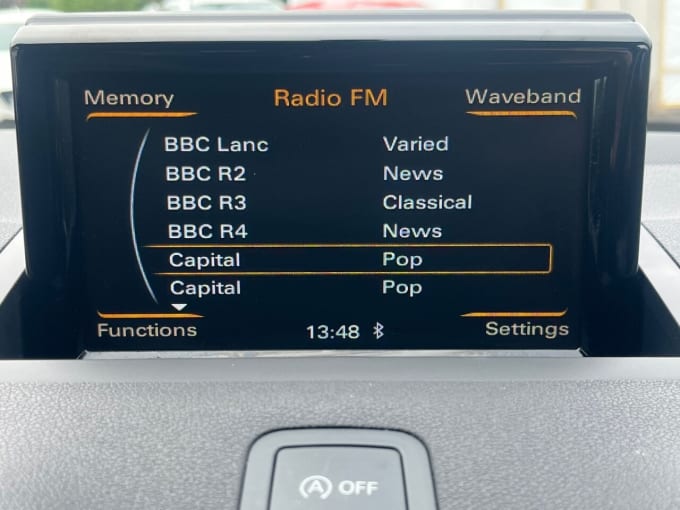 Memory Radio FM Waveband
BBC Lanc Varied
BBC R2 News
BBC R3 Classical
BBC R4 News
Capital Pop
Capital Pop
Functions 13:48 Settings
A OFF